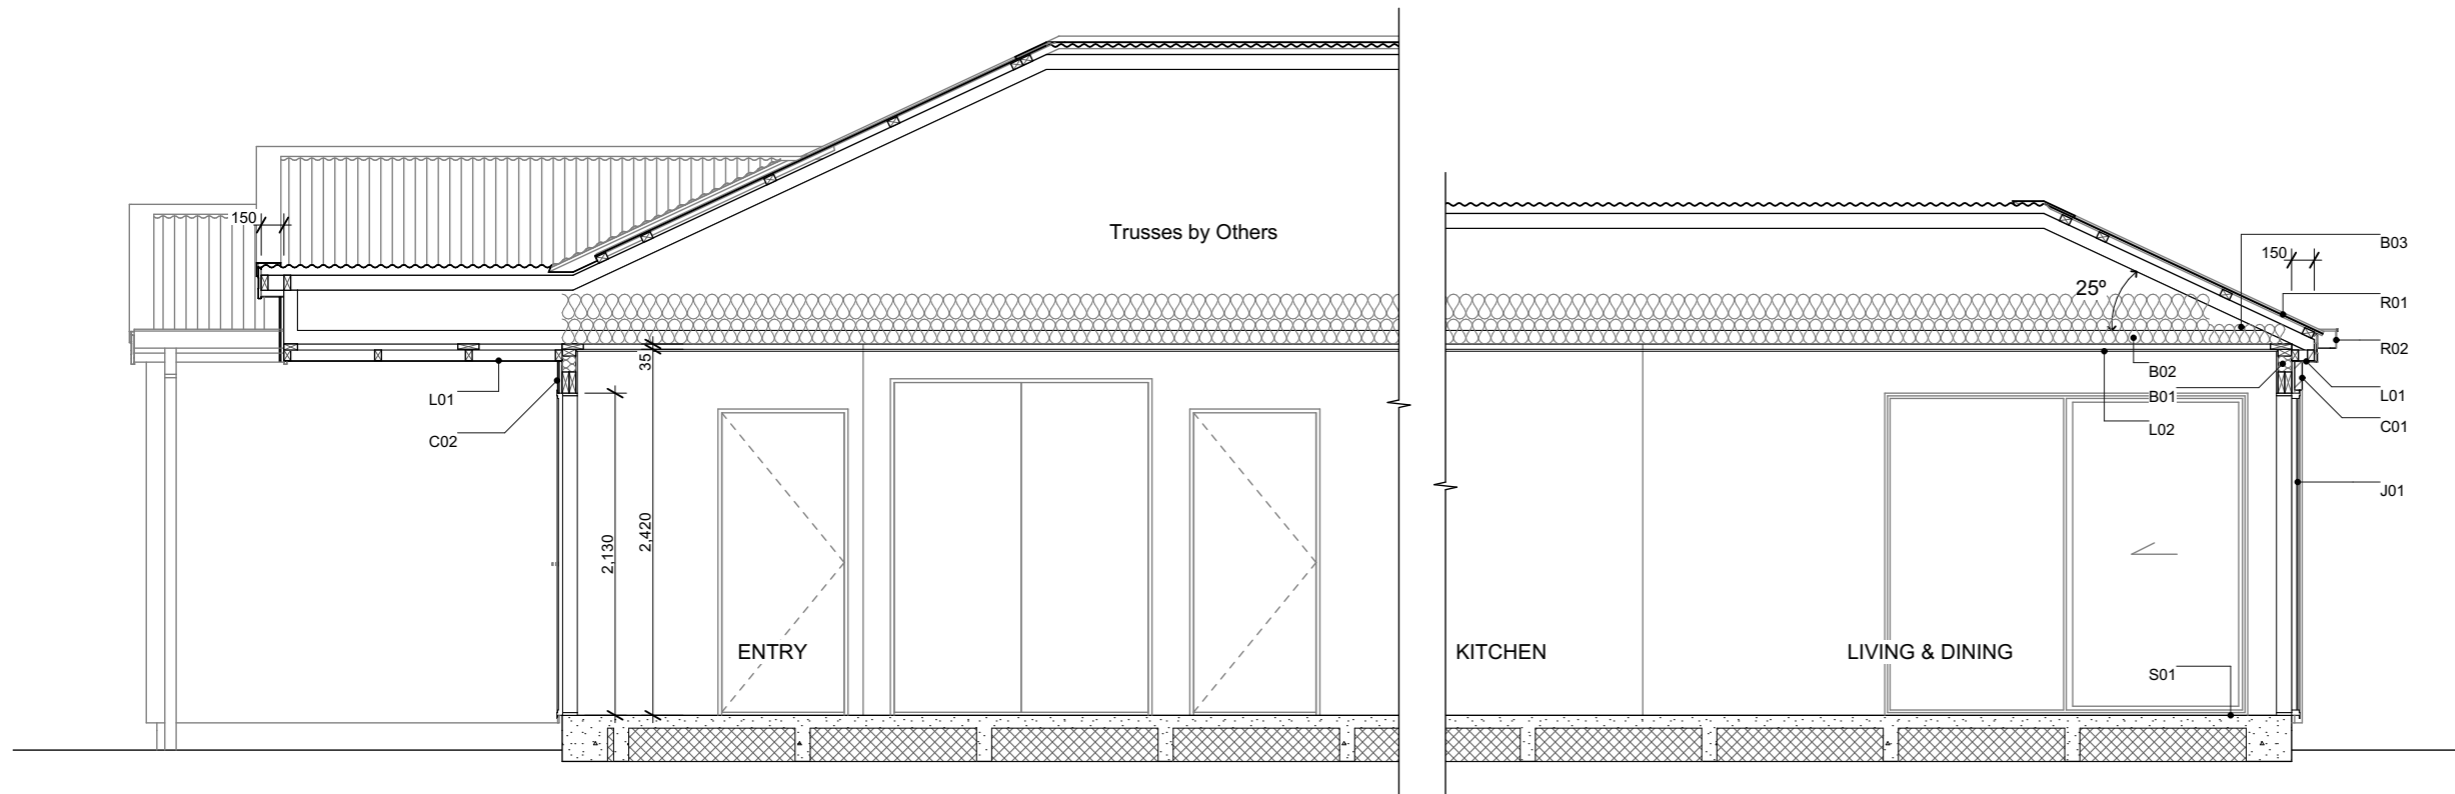 150
Trusses by Others
B03
150
25°
R01
R02
35
B02
L01
B01
L01
C01
C02
L02
J01
2,130
2,420
ENTRY
KITCHEN
LIVING & DINING
S01